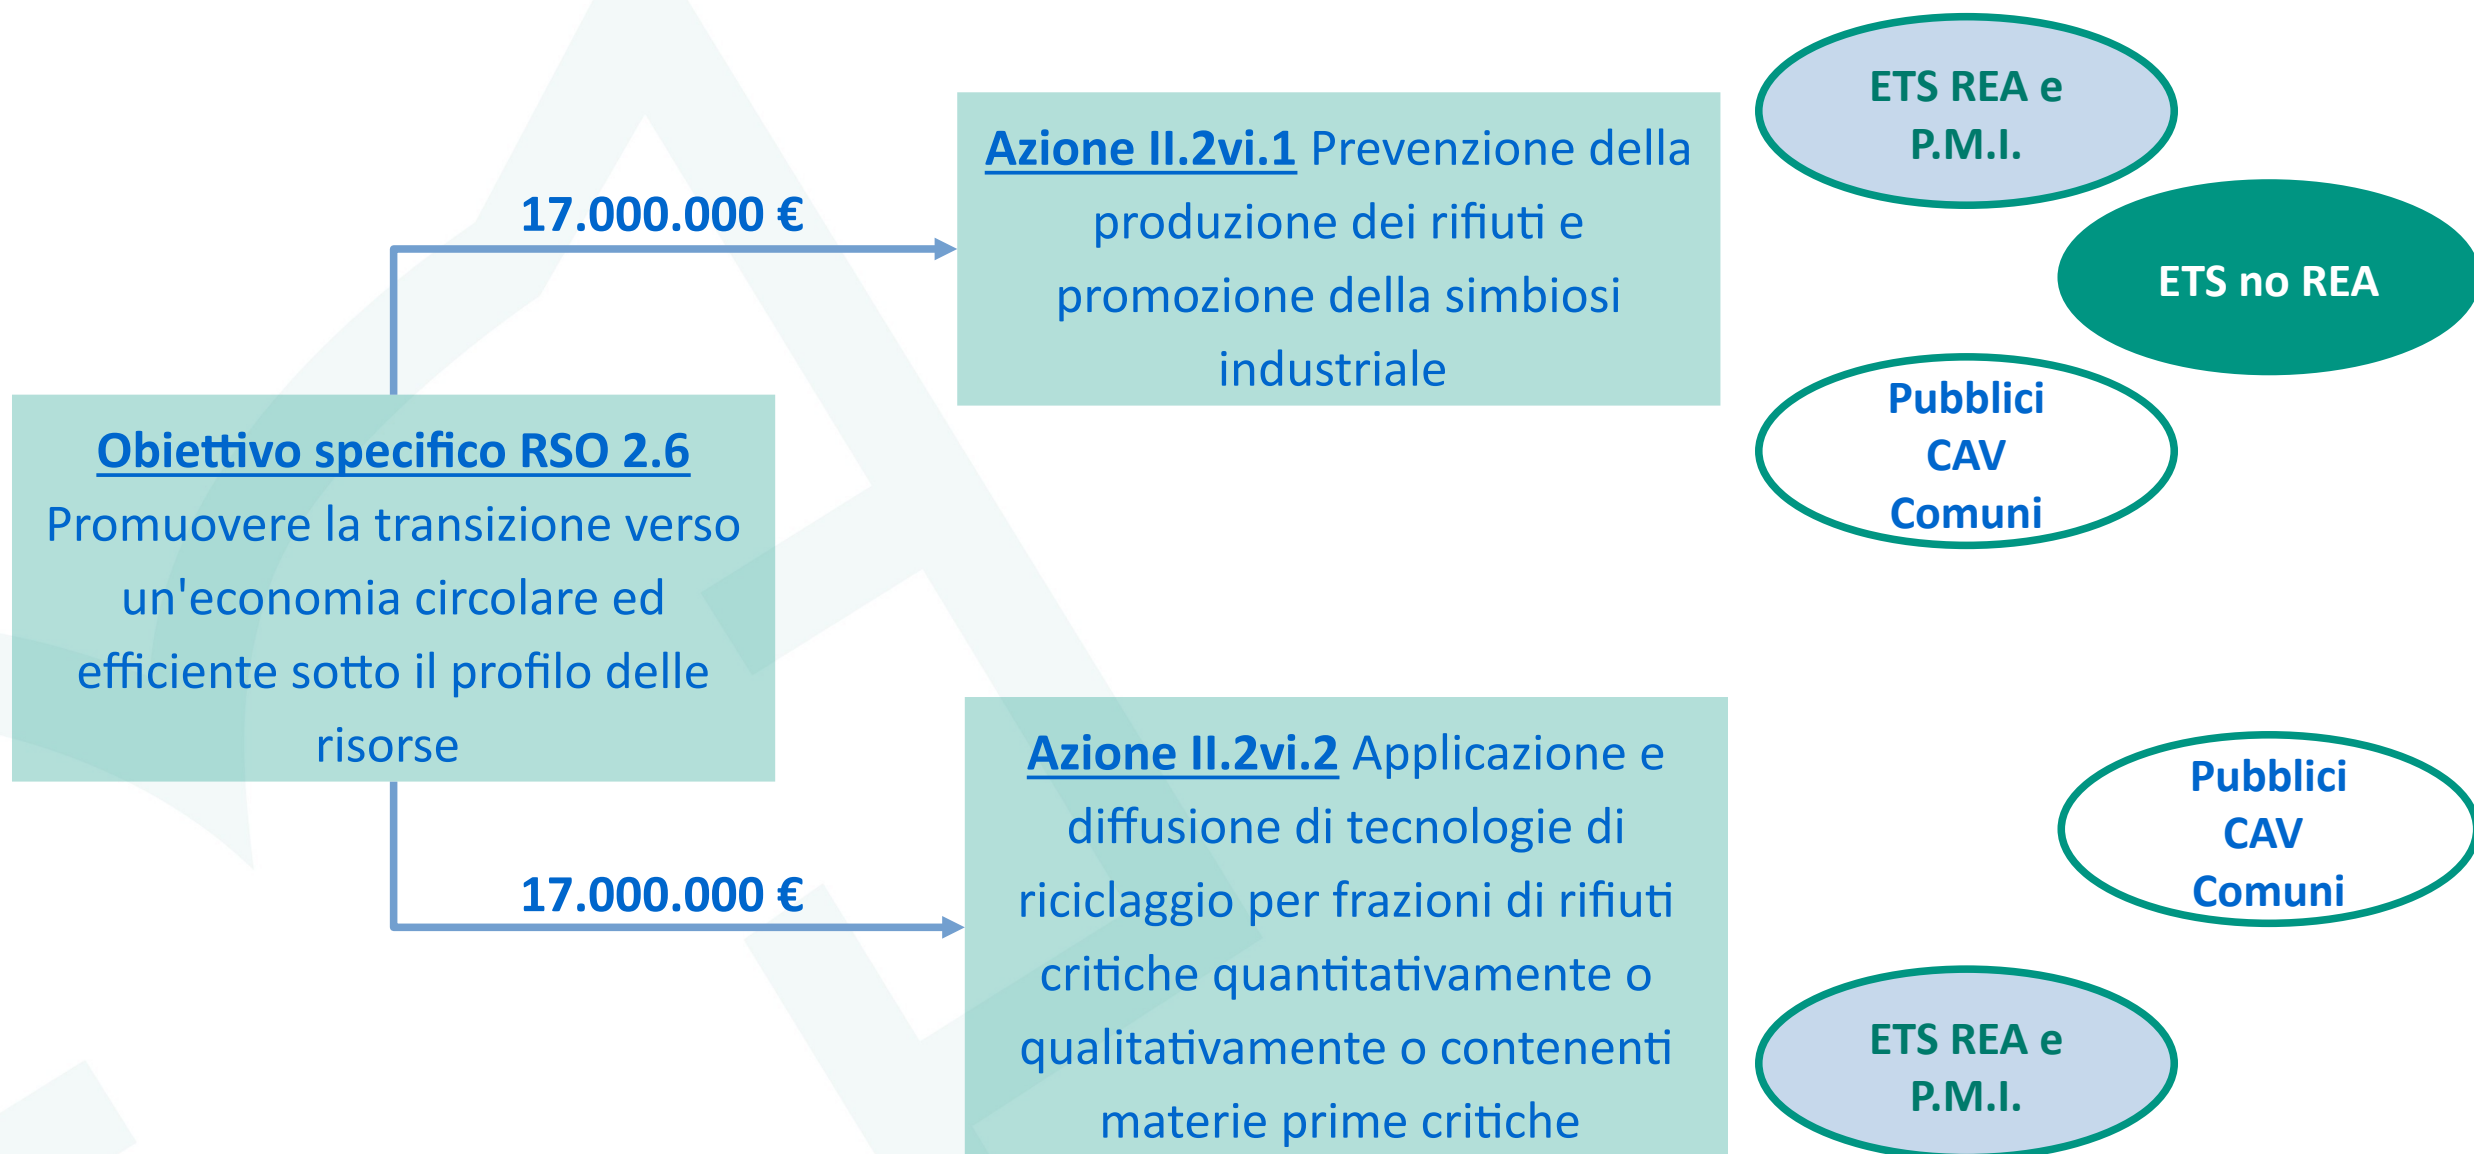 17.000.000 €
Obiettivo specifico RSO 2.6
Promuovere la transizione verso
un'economia circolare ed
efficiente sotto il profilo delle
risorse
17.000.000 €
Azione II.2vi.1 Prevenzione della
produzione dei rifiuti e
promozione della simbiosi
industriale
ETS REA e
P.M.I.
ETS no REA
Pubblici
CAV
Comuni
Azione II.2vi.2 Applicazione e
diffusione di tecnologie di
riciclaggio per frazioni di rifiuti
critiche quantitativamente o
qualitativamente o contenenti
materie prime critiche
Pubblici
CAV
Comuni
ETS REA e
P.M.I.